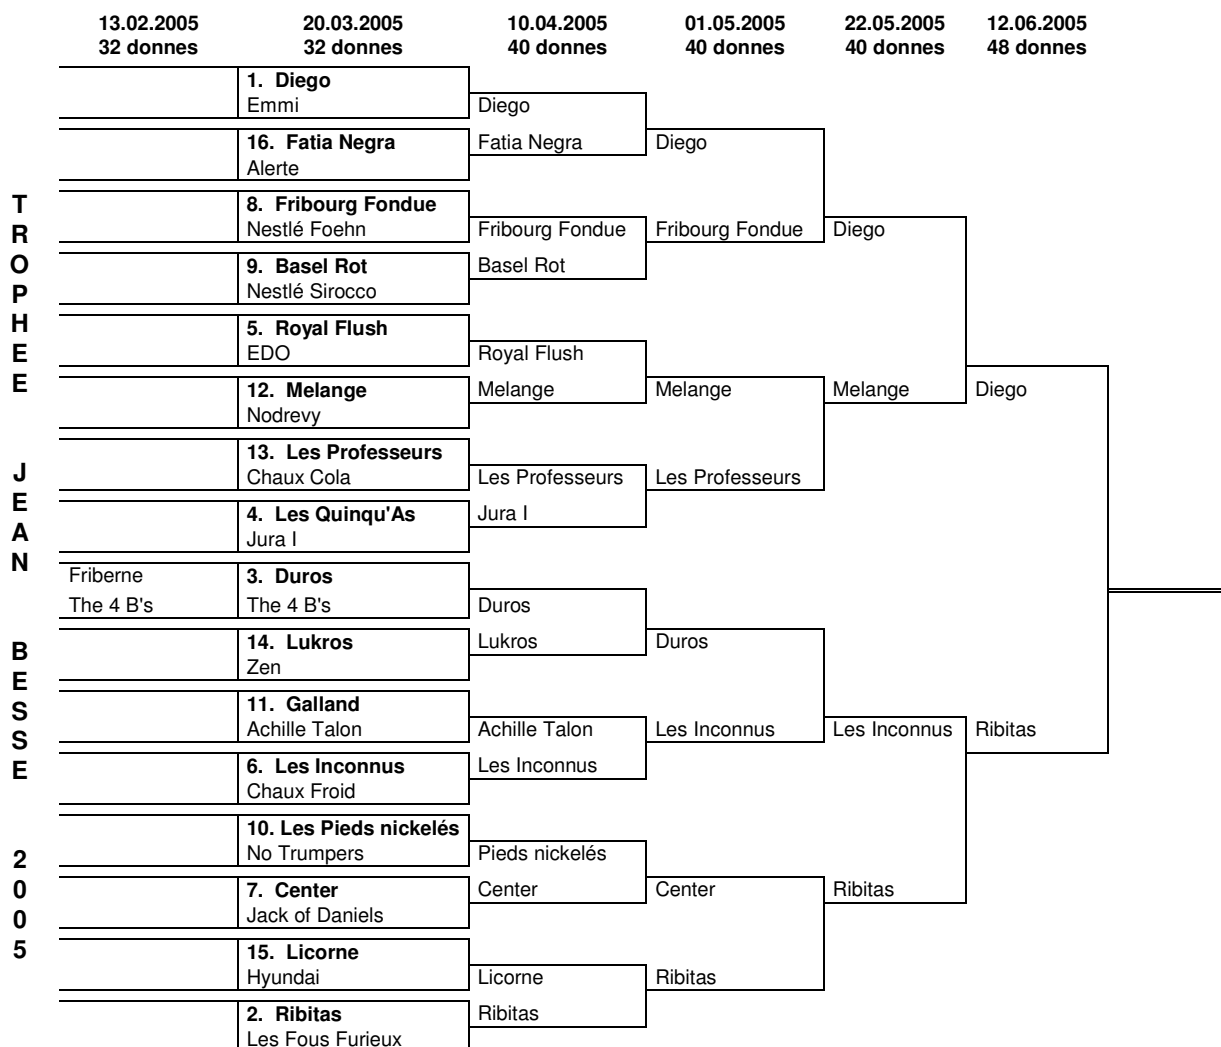 13.02.2005 20.03.2005 10.04.2005 01.05.2005 22.05.2005 12.06.2005
32 donnes 32 donnes 40 donnes 40 donnes 40 donnes 48 donnes
TROPHEE JEAN BESSE 2005
1. Diego
Emmi Diego
16. Fatia Negra Fatia Negra Diego
Alerte
8. Fribourg Fondue
Nestlé Foehn Fribourg Fondue Fribourg Fondue Diego
9. Basel Rot Basel Rot
Nestlé Sirocco
5. Royal Flush
EDO Royal Flush
12. Melange Melange Melange Melange Diego
Nodrevy
13. Les Professeurs
Chaux Cola Les Professeurs Les Professeurs
4. Les Quinqu'As Jura I
Jura I
Friberne 3. Duros
The 4 B's The 4 B's Duros
14. Lukros Lukros Duros
Zen
11. Galland
Achille Talon Achille Talon Les Inconnus Les Inconnus Ribitas
6. Les Inconnus Les Inconnus
Chaux Froid
10. Les Pieds nickelés
No Trumpers Pieds nickelés
7. Center Center Center Ribitas
Jack of Daniels
15. Licorne
Hyundai Licorne Ribitas
2. Ribitas Ribitas
Les Fous Furieux